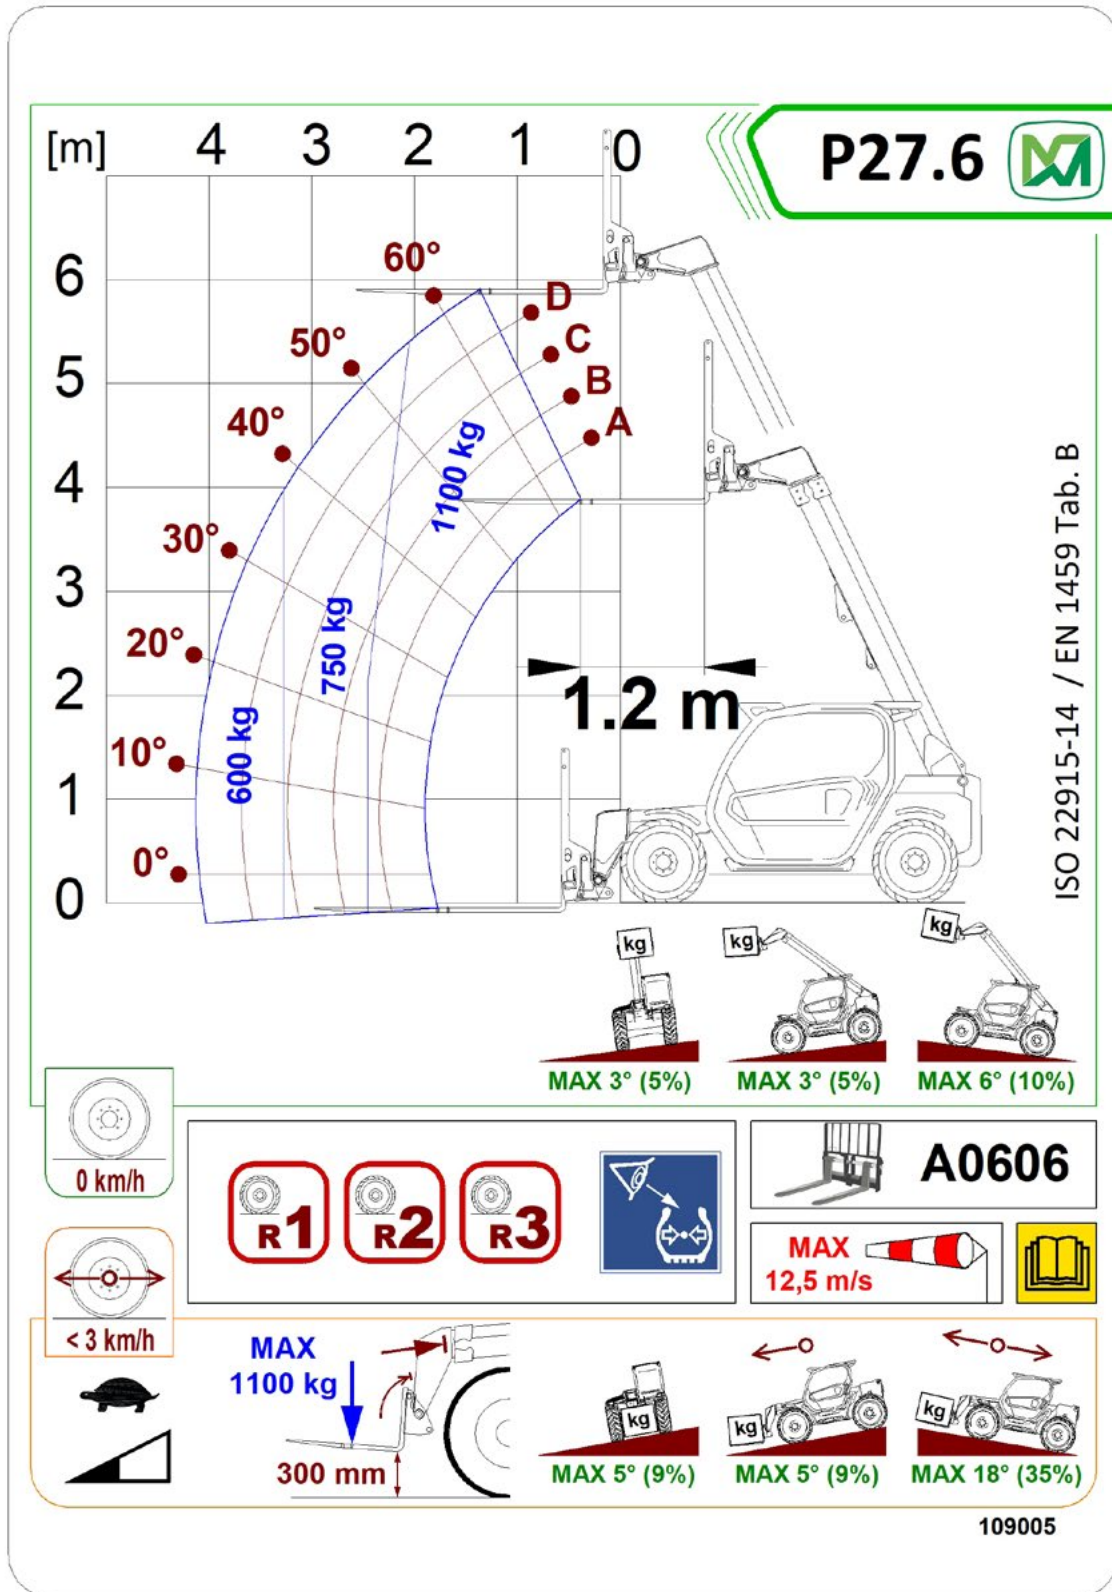 [m] 4 3 2 1 0
P27.6
6
5
4
3
2
1
0
60°
50°
40°
30°
20°
10°
0°
D
C
B
A
1100 kg
750 kg
600 kg
1.2 m
ISO 22915-14 / EN 1459 Tab. B
kg
kg
kg
MAX 3° (5%)
MAX 3° (5%)
MAX 6° (10%)
0 km/h
R1
R2
R3
A0606
MAX
12,5 m/s
< 3 km/h
MAX
1100 kg
300 mm
kg
kg
kg
MAX 5° (9%)
MAX 5° (9%)
MAX 18° (35%)
109005